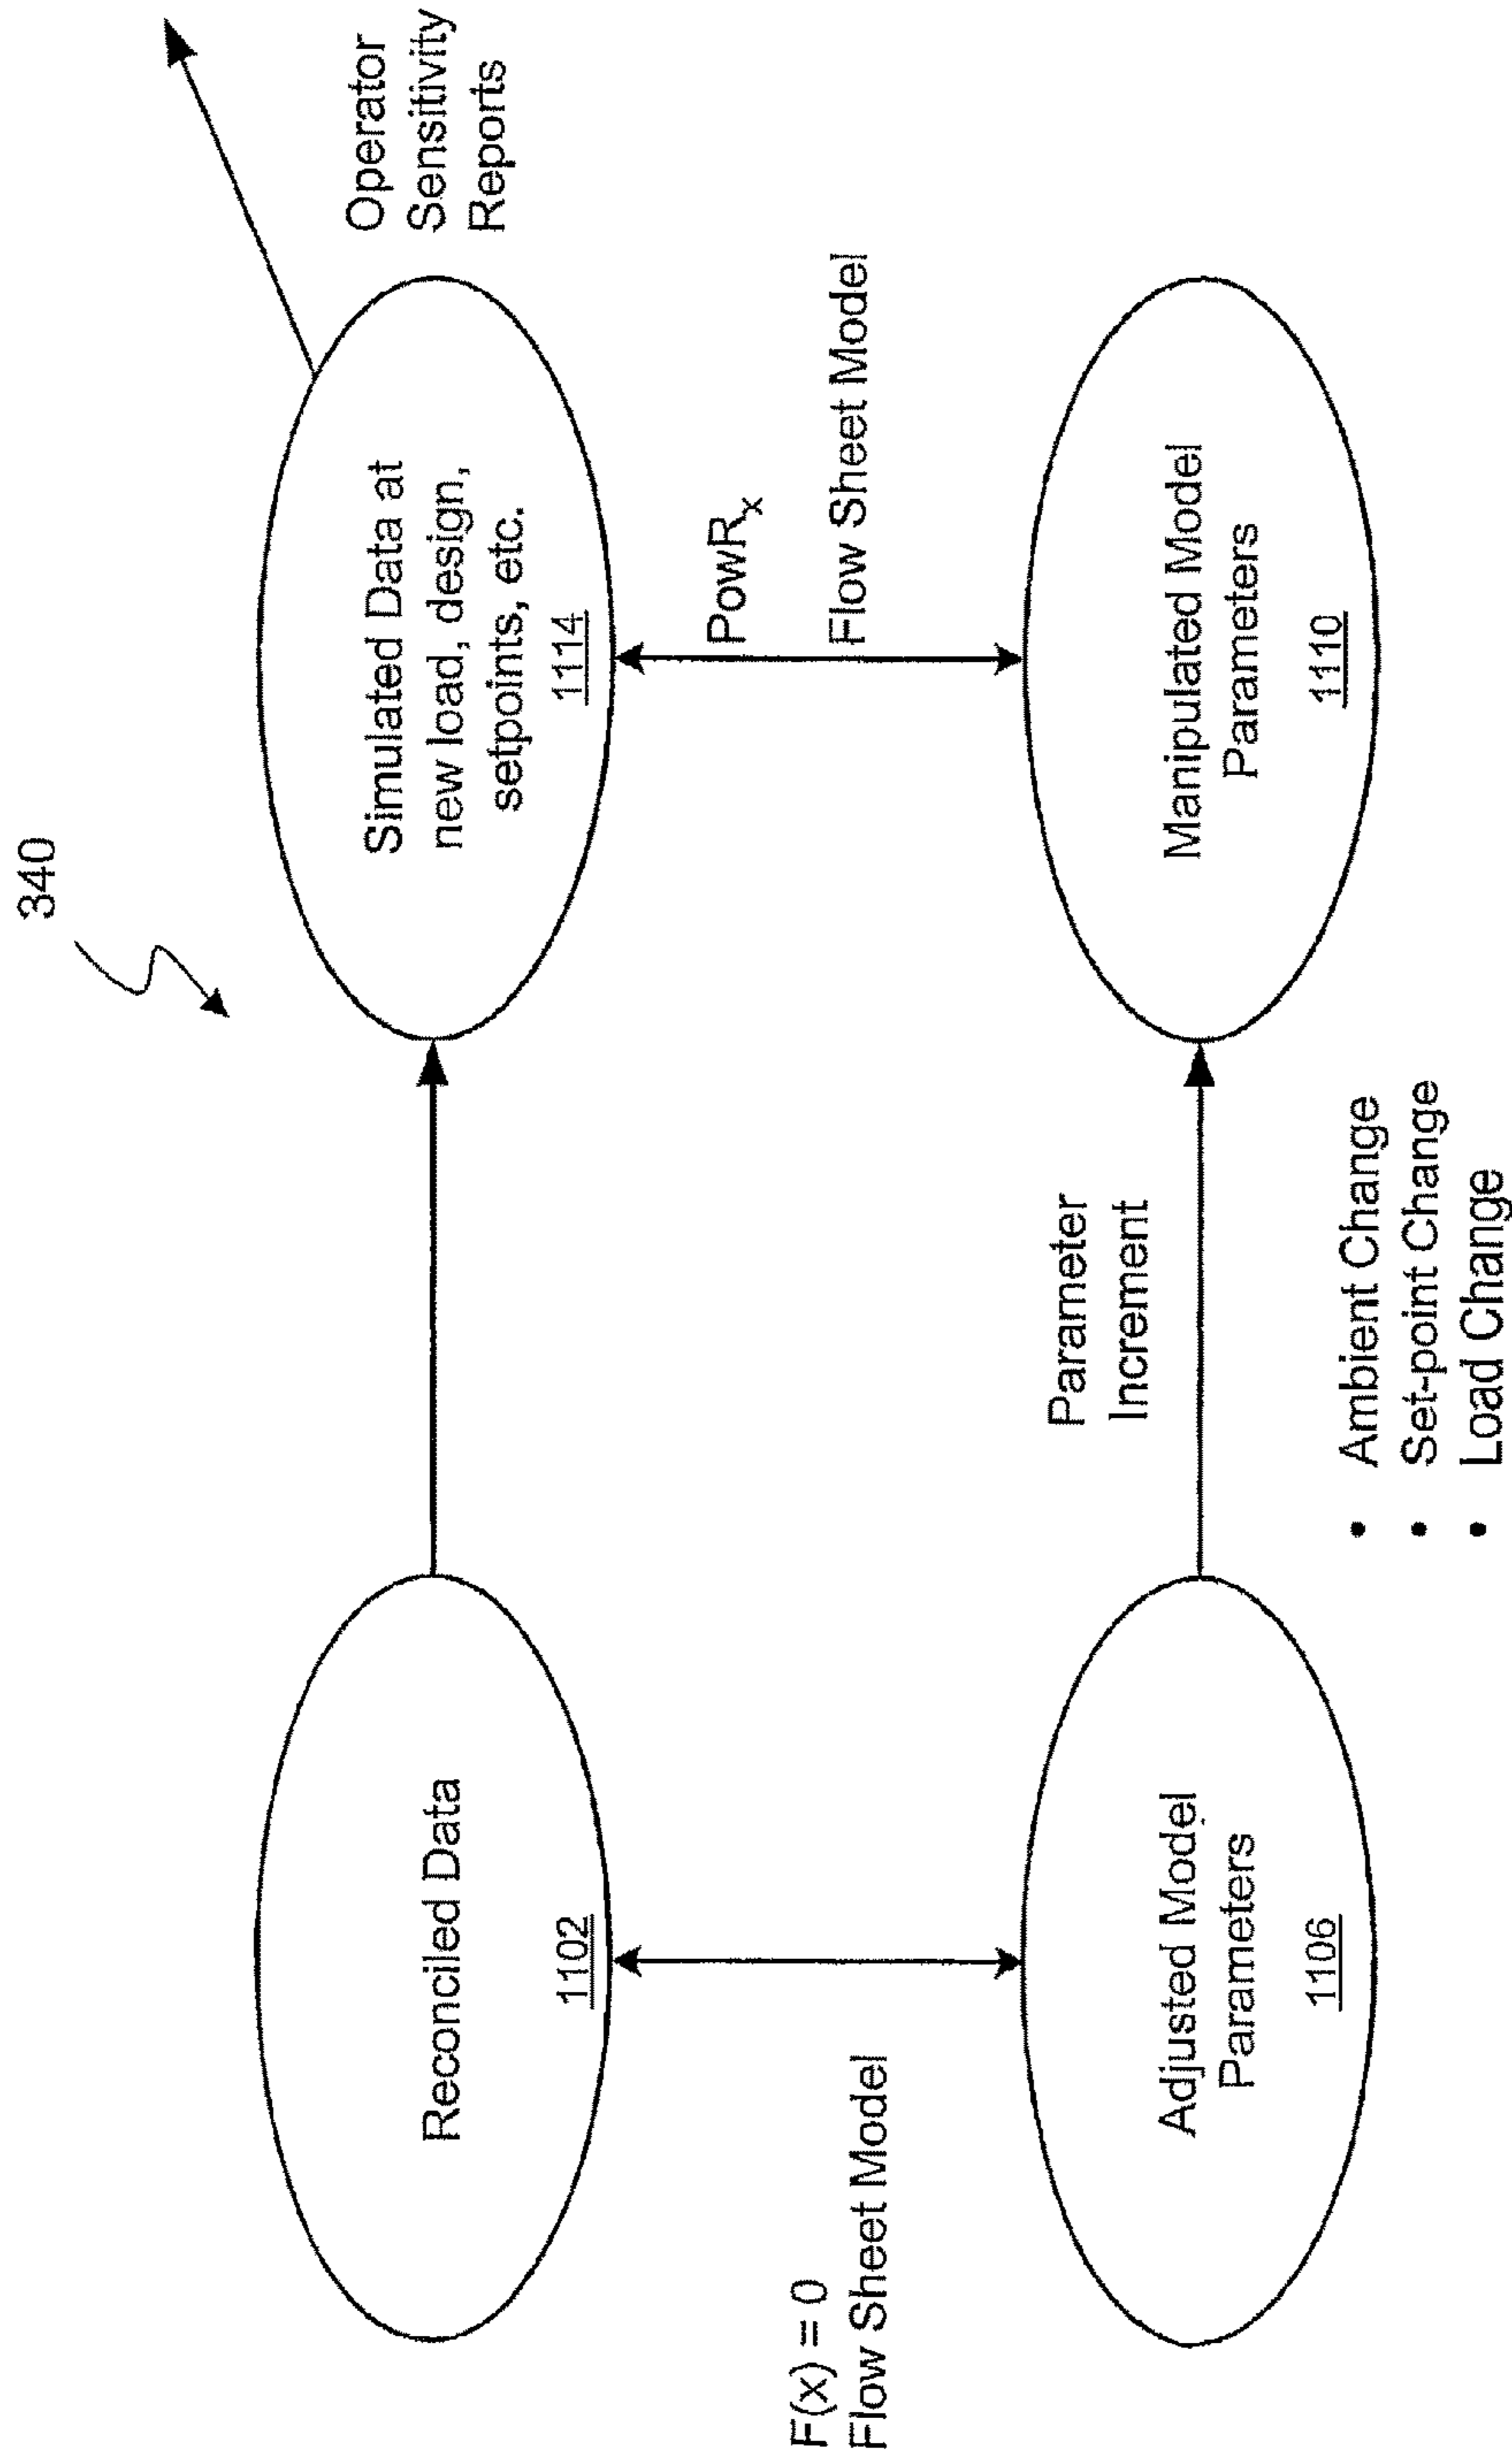 340
Reconciled Data
1102
Simulated Data at
new load, design,
setpoints, etc.
1114
Operator
Sensitivity
Reports
F(x) = 0
Flow Sheet Model
PowRx
Flow Sheet Model
Adjusted Model
Parameters
1106
Parameter
Increment
Manipulated Model
Parameters
1110
• Ambient Change
• Set-point Change
• Load Change